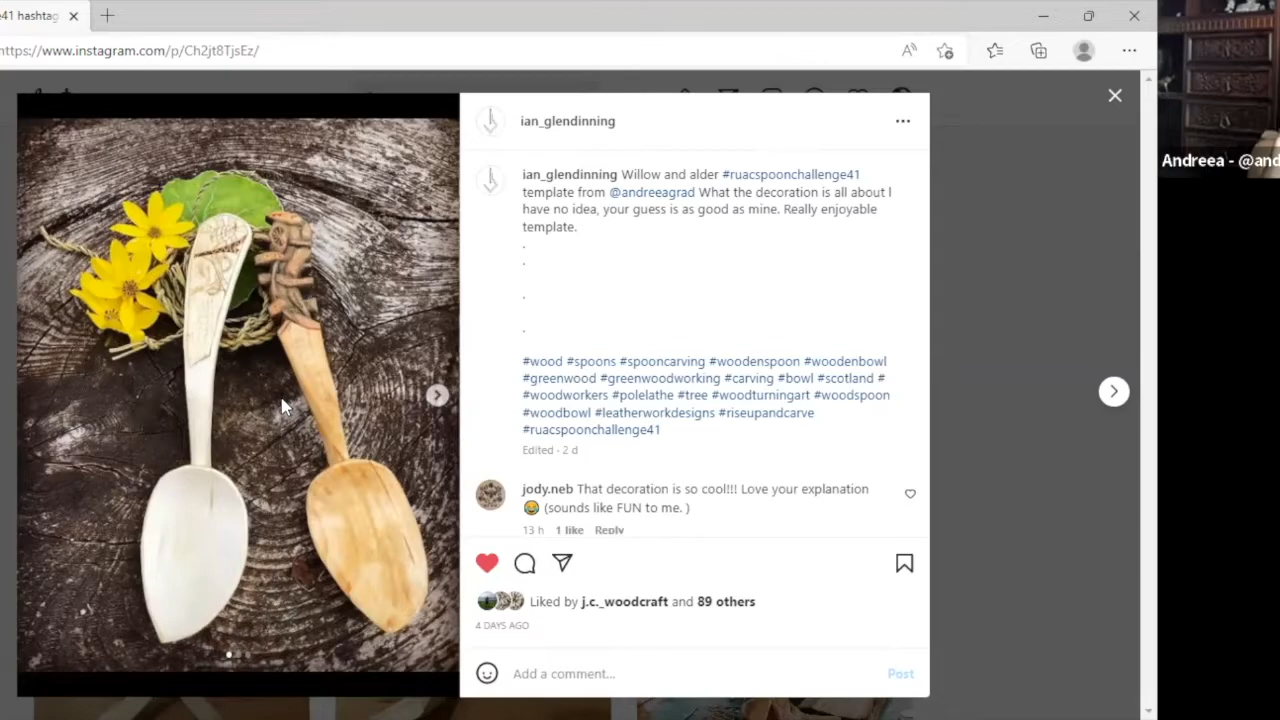 e41 hashtag
https://www.instagram.com/p/Ch2jt8TjsEz/
Andreea - @and
ian_glendinning
ian_glendinning Willow and alder #ruacspoonchallenge41
template from @andreeagrad What the decoration is all about I
have no idea, your guess is as good as mine. Really enjoyable
template.
.
.
.
.
#wood #spoons #spooncarving #woodenspoon #woodenbowl
#greenwood #greenwoodworking #carving #bowl #scotland #
#woodworkers #polelathe #tree #woodturningart #woodspoon
#woodbowl #leatherworkdesigns #riseupandcarve
#ruacspoonchallenge41
Edited · 2 d
jody.neb That decoration is so cool!!! Love your explanation
😂 (sounds like FUN to me. )
13 h 1 like Reply
Liked by j.c._woodcraft and 89 others
4 DAYS AGO
Add a comment... Post